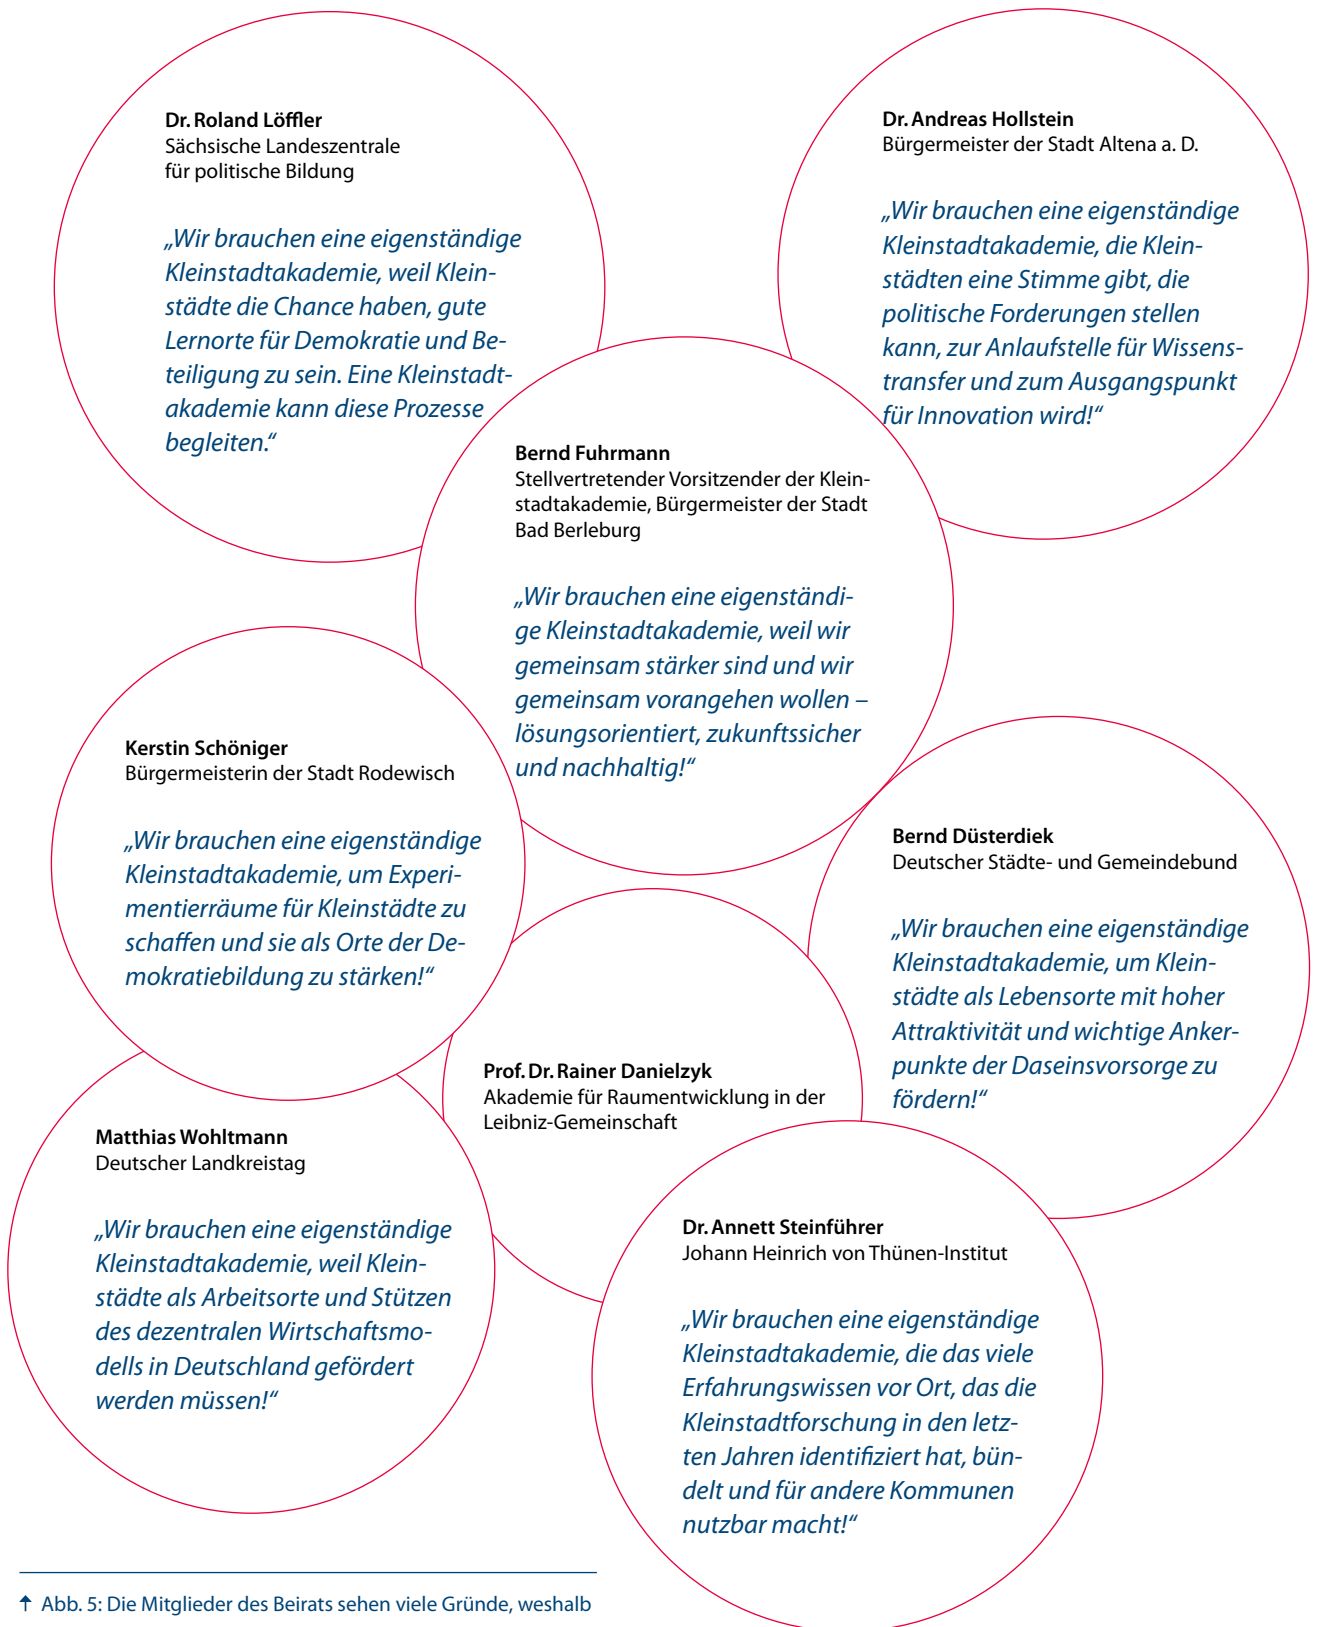 Dr. Roland Löffler
Sächsische Landeszentrale
für politische Bildung
„Wir brauchen eine eigenständige
Kleinstadtakademie, weil Klein-
städte die Chance haben, gute
Lernorte für Demokratie und Be-
teiligung zu sein. Eine Kleinstadt-
akademie kann diese Prozesse
begleiten.“
Dr. Andreas Hollstein
Bürgermeister der Stadt Altena a. D.
„Wir brauchen eine eigenständige
Kleinstadtakademie, die Klein-
städten eine Stimme gibt, die
politische Forderungen stellen
kann, zur Anlaufstelle für Wissens-
transfer und zum Ausgangspunkt
für Innovation wird!“
Bernd Fuhrmann
Stellvertretender Vorsitzender der Klein-
stadtakademie, Bürgermeister der Stadt
Bad Berleburg
„Wir brauchen eine eigenständi-
ge Kleinstadtakademie, weil wir
gemeinsam stärker sind und wir
gemeinsam vorangehen wollen –
lösungsorientiert, zukunftssicher
und nachhaltig!“
Kerstin Schöniger
Bürgermeisterin der Stadt Rodewisch
„Wir brauchen eine eigenständige
Kleinstadtakademie, um Experi-
mentierräume für Kleinstädte zu
schaffen und sie als Orte der De-
mokratiebildung zu stärken!“
Bernd Düsterdiek
Deutscher Städte- und Gemeindebund
„Wir brauchen eine eigenständige
Kleinstadtakademie, um Klein-
städte als Lebensorte mit hoher
Attraktivität und wichtige Anker-
punkte der Daseinsvorsorge zu
fördern!“
Prof. Dr. Rainer Danielzyk
Akademie für Raumentwicklung in der
Leibniz-Gemeinschaft
Matthias Wohltmann
Deutscher Landkreistag
„Wir brauchen eine eigenständige
Kleinstadtakademie, weil Klein-
städte als Arbeitsorte und Stützen
des dezentralen Wirtschaftsmo-
dells in Deutschland gefördert
werden müssen!“
Dr. Annett Steinführer
Johann Heinrich von Thünen-Institut
„Wir brauchen eine eigenständige
Kleinstadtakademie, die das viele
Erfahrungswissen vor Ort, das die
Kleinstadtforschung in den letz-
ten Jahren identifiziert hat, bün-
delt und für andere Kommunen
nutzbar macht!“
↑ Abb. 5: Die Mitglieder des Beirats sehen viele Gründe, weshalb